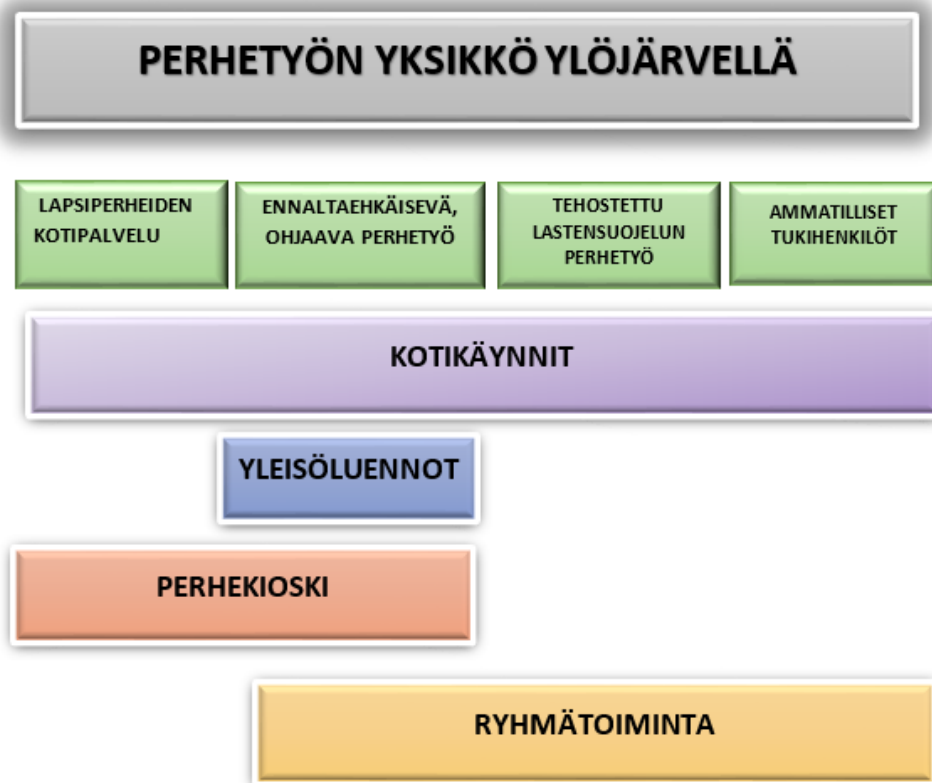 PERHETYÖN YKSIKKÖ YLÖJÄRVELLÄ
LAPSIPERHEIDEN
KOTIPALVELU
ENNALTAEHKÄISEVÄ,
OHJAAVA PERHETYÖ
TEHOSTETTU
LASTENSUOJELUN
PERHETYÖ
AMMATILLISET
TUKIHENKILÖT
KOTIKÄYNNIT
YLEISÖLUENNOT
PERHEKIOSKI
RYHMÄTOIMINTA